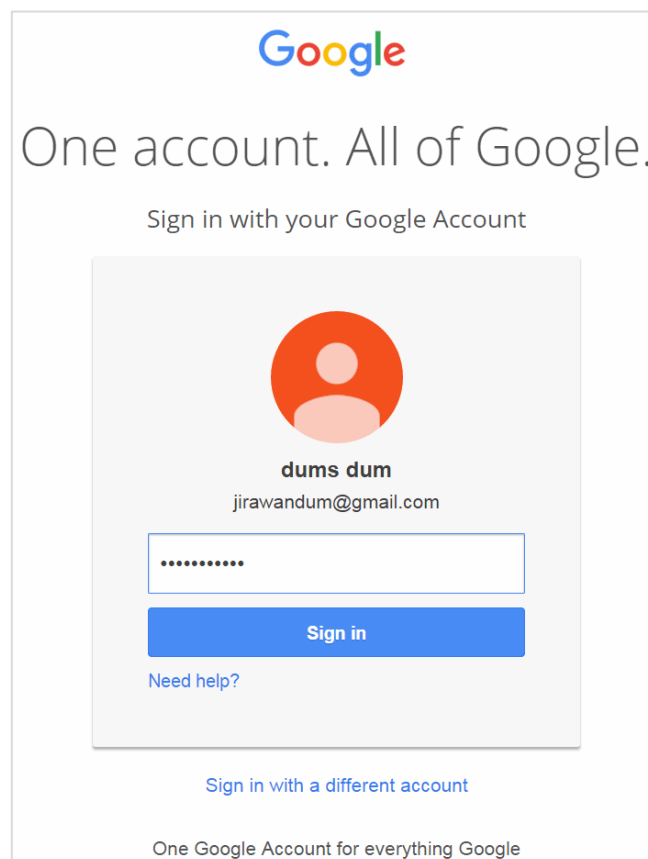 Google
One account. All of Google.
Sign in with your Google Account
dums dum
jirawandum@gmail.com
•••••••••••
Sign in
Need help?
Sign in with a different account
One Google Account for everything Google